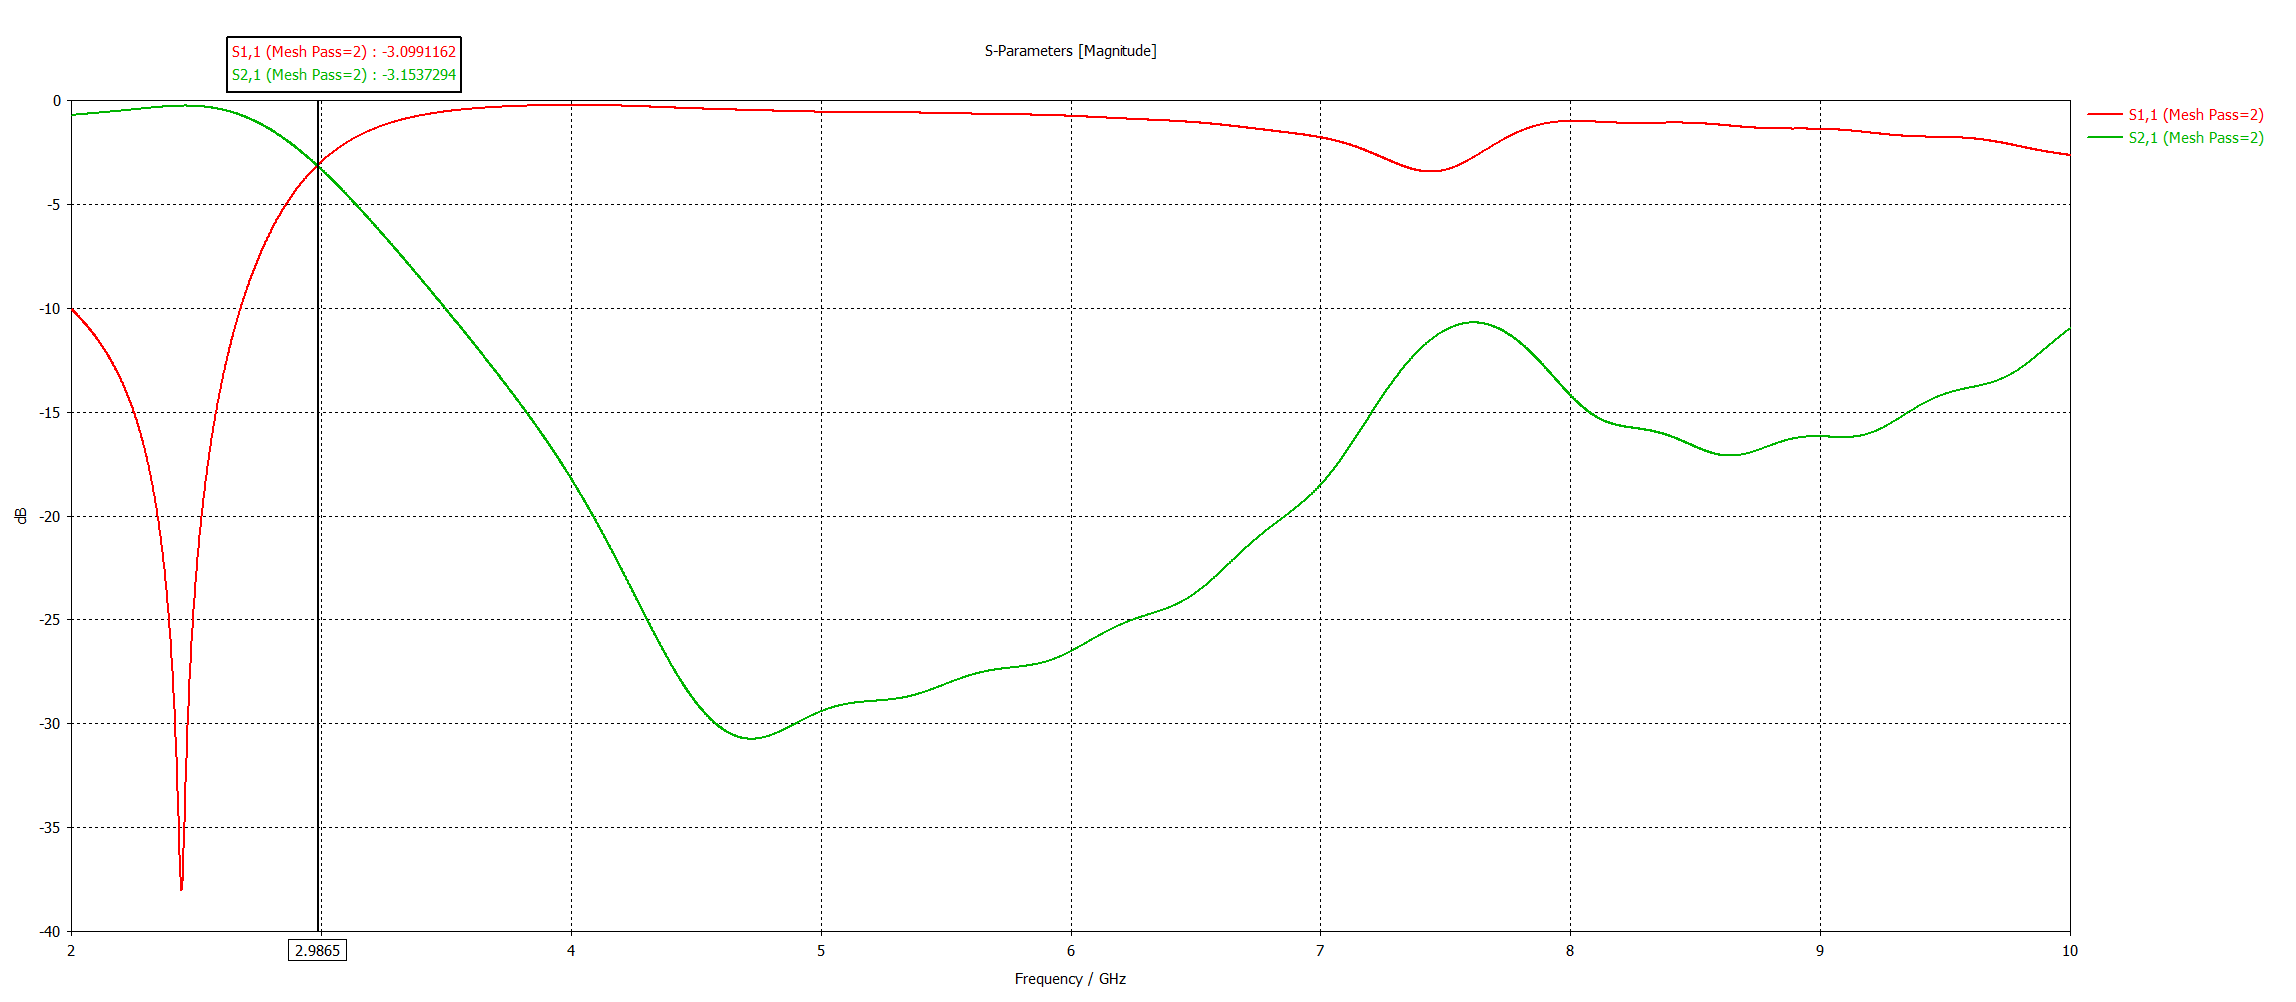 S1,1 (Mesh Pass=2) : -3.0991162
S2,1 (Mesh Pass=2) : -3.1537294
S-Parameters [Magnitude]
S1,1 (Mesh Pass=2)
S2,1 (Mesh Pass=2)
0
-5
-10
-15
-20
-25
-30
-35
-40
dB
2
2.9865
4
5
6
7
8
9
10
Frequency / GHz